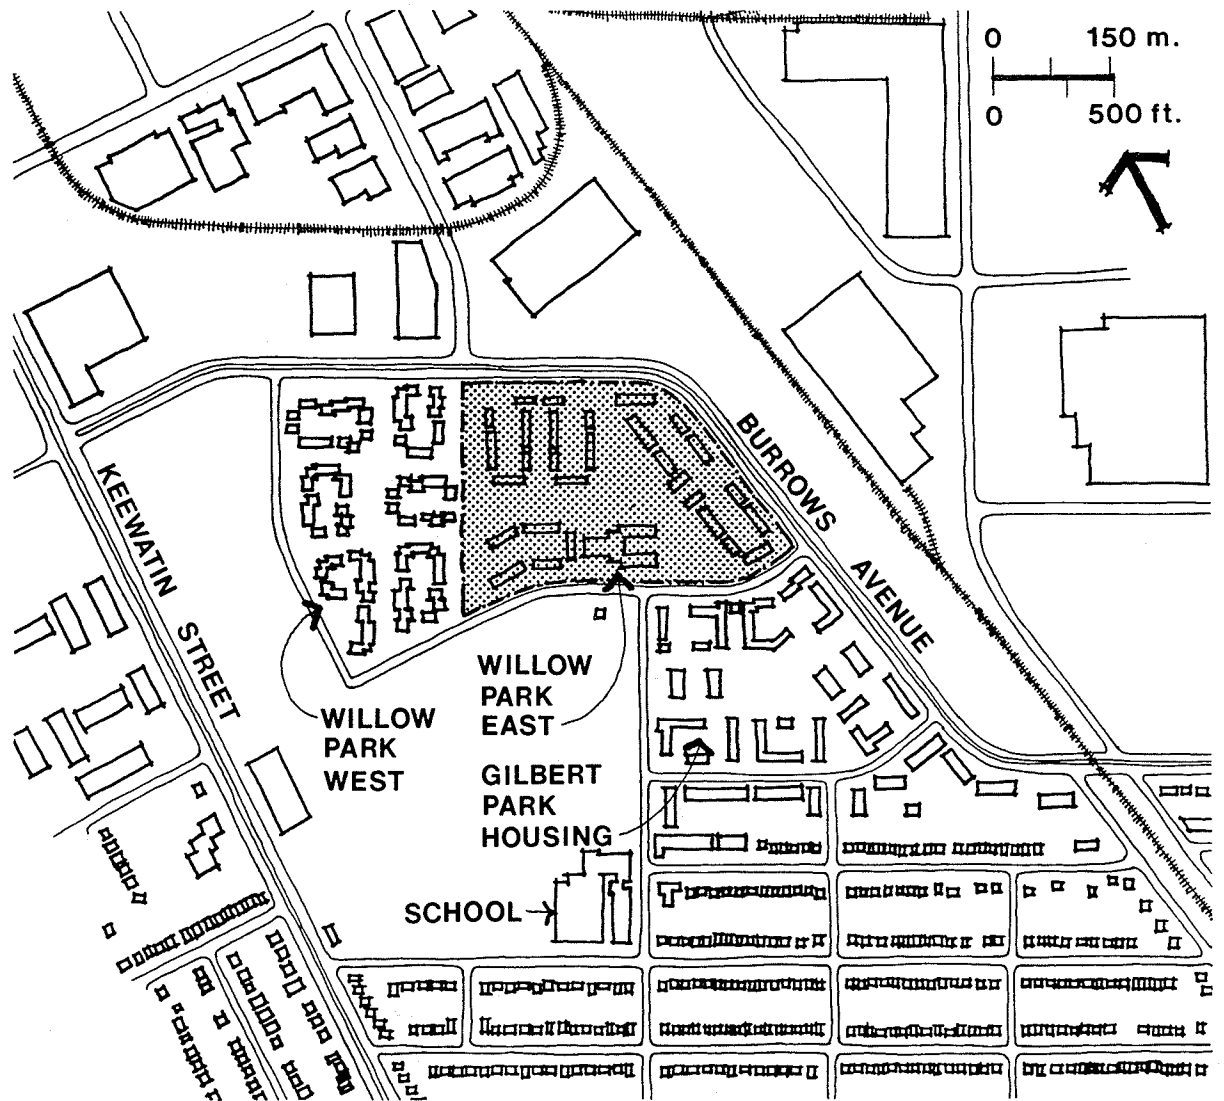 0 150 m.
0 500 ft.
BURROWS AVENUE
KEEWATIN STREET
WILLOW
PARK
EAST
WILLOW
PARK
WEST
GILBERT
PARK
HOUSING
SCHOOL